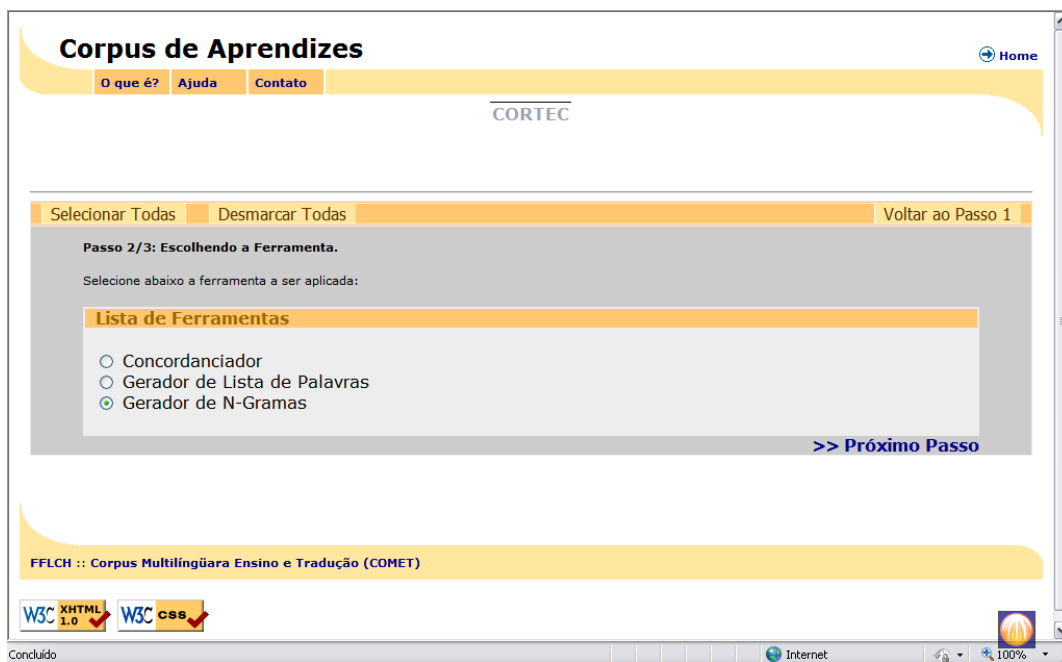 Corpus de Aprendizes
Home
O que é? Ajuda Contato
CORTEC
Selecionar Todas Desmarcar Todas Voltar ao Passo 1
Passo 2/3: Escolhendo a Ferramenta.
Selecione abaixo a ferramenta a ser aplicada:
Lista de Ferramentas
Concordanciador
Gerador de Lista de Palavras
Gerador de N-Gramas
>> Próximo Passo
FFLCH :: Corpus Multilíngüara Ensino e Tradução (COMET)
W3C XHTML 1.0 W3C css
Concluído Internet 100%